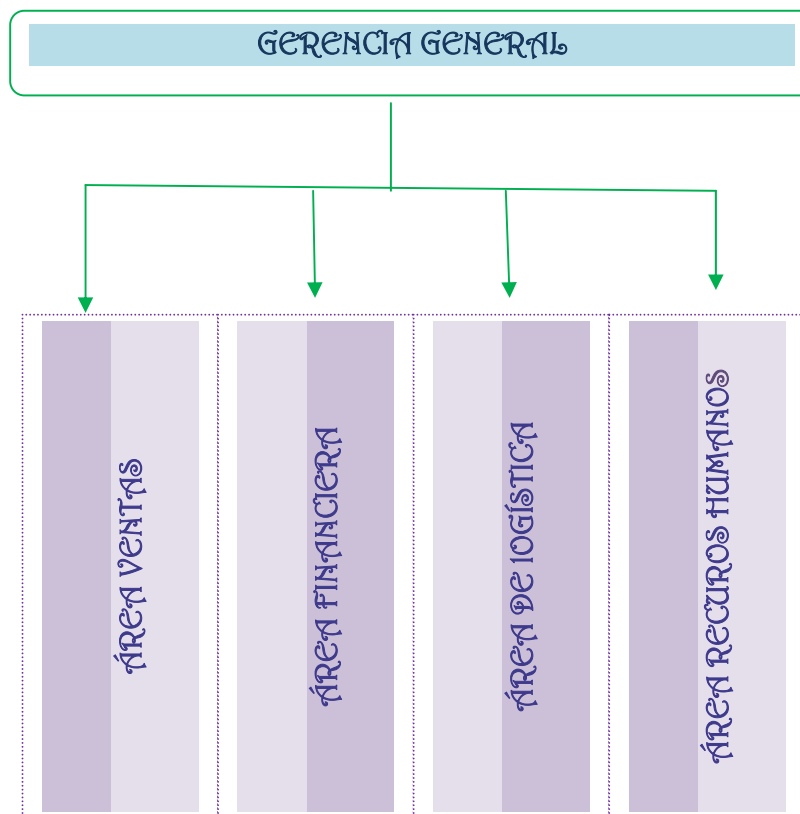 GERENCIA GENERAL
ÁREA VENTAS
ÁREA FINANCIERA
ÁREA DE lOGÍSTICA
ÁREA RECUROS HUMANOS